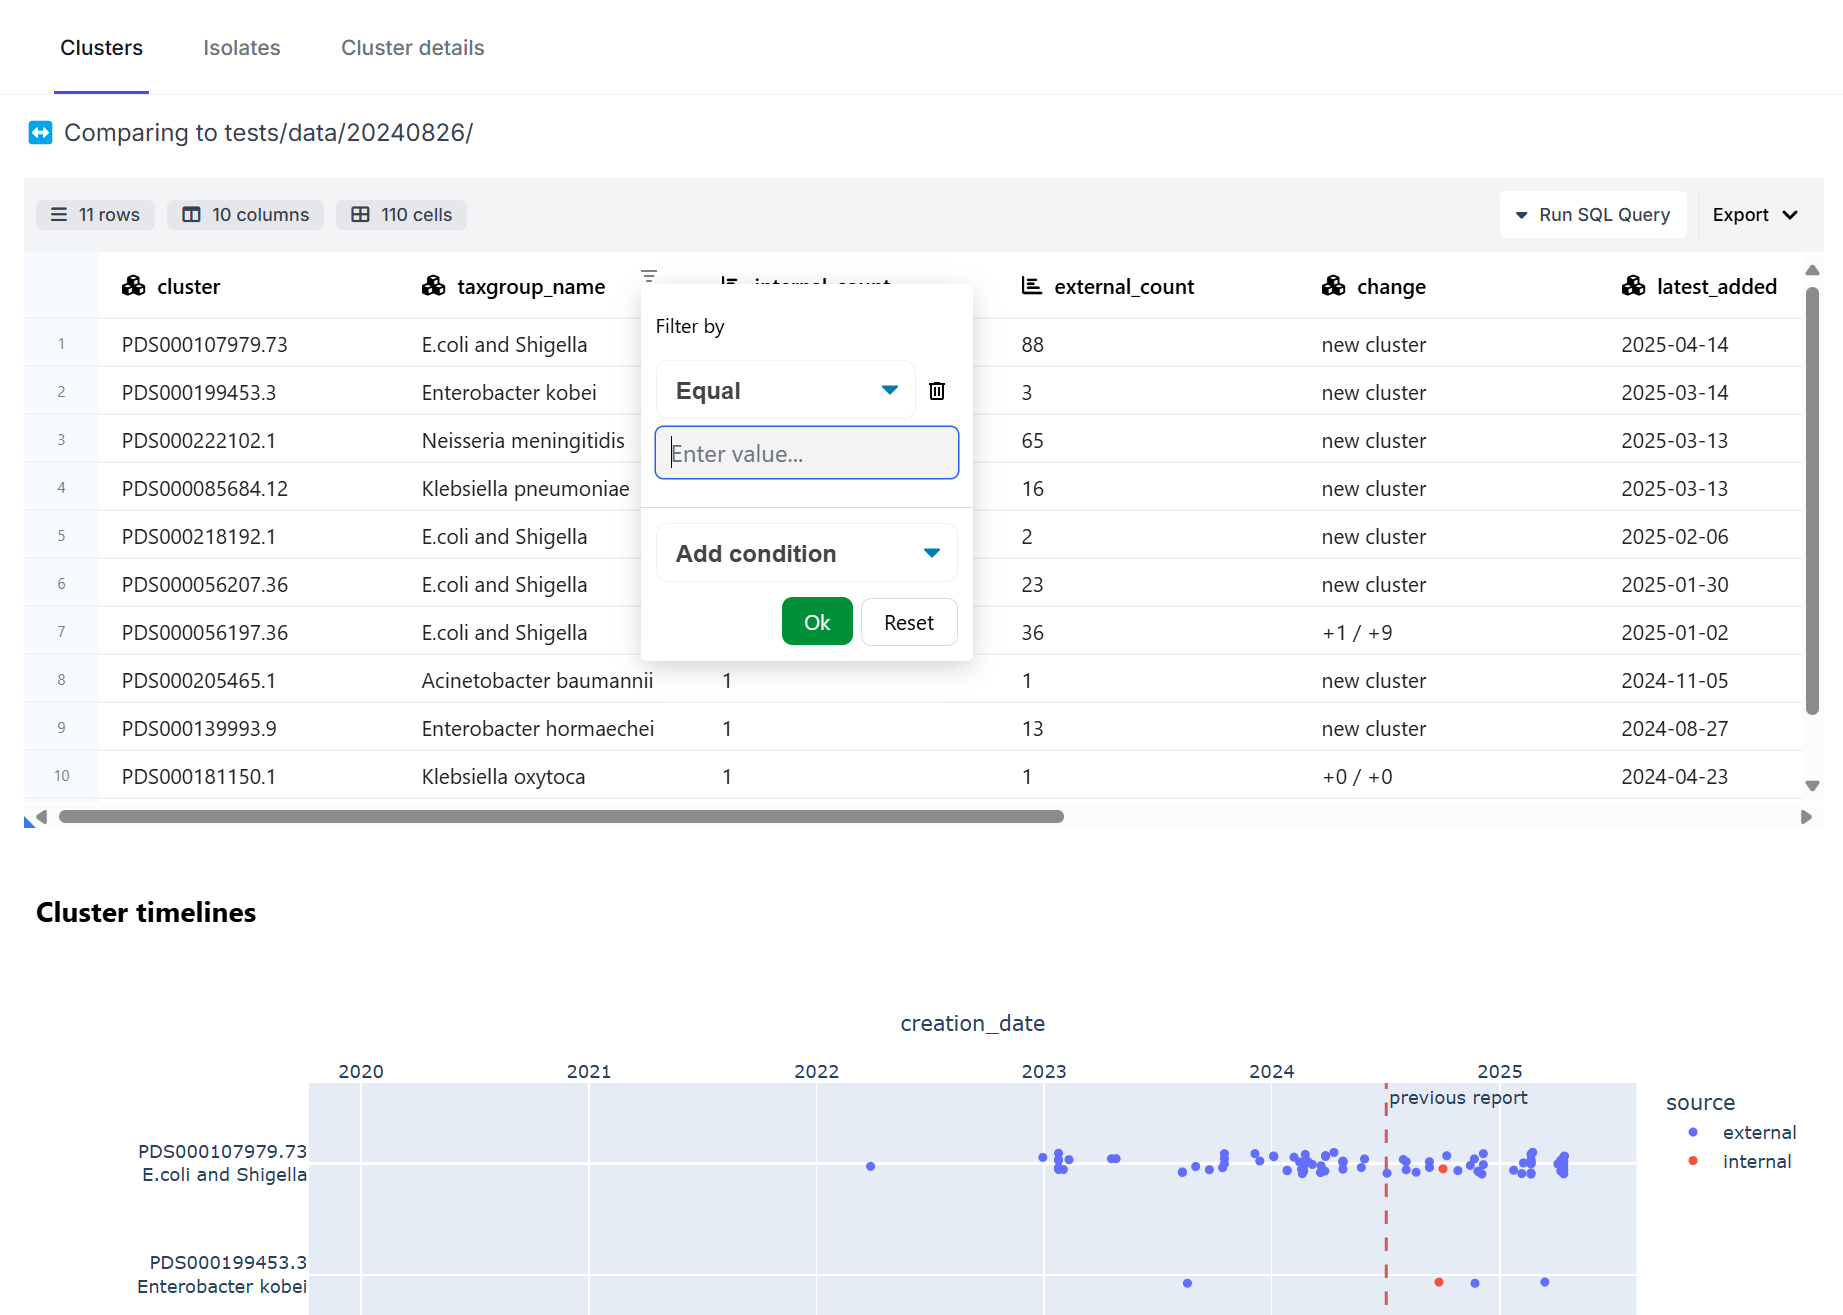 Clusters Isolates Cluster details
Comparing to tests/data/20240826/
11 rows 10 columns 110 cells Run SQL Query Export
cluster taxgroup_name internal_count external_count change latest_added
Filter by
Equal
Enter value...
Add condition
Ok Reset
1 PDS000107979.73 E.coli and Shigella 88 new cluster 2025-04-14
2 PDS000199453.3 Enterobacter kobei 3 new cluster 2025-03-14
3 PDS000222102.1 Neisseria meningitidis 65 new cluster 2025-03-13
4 PDS000085684.12 Klebsiella pneumoniae 16 new cluster 2025-03-13
5 PDS000218192.1 E.coli and Shigella 2 new cluster 2025-02-06
6 PDS000056207.36 E.coli and Shigella 23 new cluster 2025-01-30
7 PDS000056197.36 E.coli and Shigella 36 +1 / +9 2025-01-02
8 PDS000205465.1 Acinetobacter baumannii 1 1 new cluster 2024-11-05
9 PDS000139993.9 Enterobacter hormaechei 1 13 new cluster 2024-08-27
10 PDS000181150.1 Klebsiella oxytoca 1 1 +0 / +0 2024-04-23
Cluster timelines
creation_date
2020 2021 2022 2023 2024 2025
previous report
source
external
internal
PDS000107979.73
E.coli and Shigella
PDS000199453.3
Enterobacter kobei